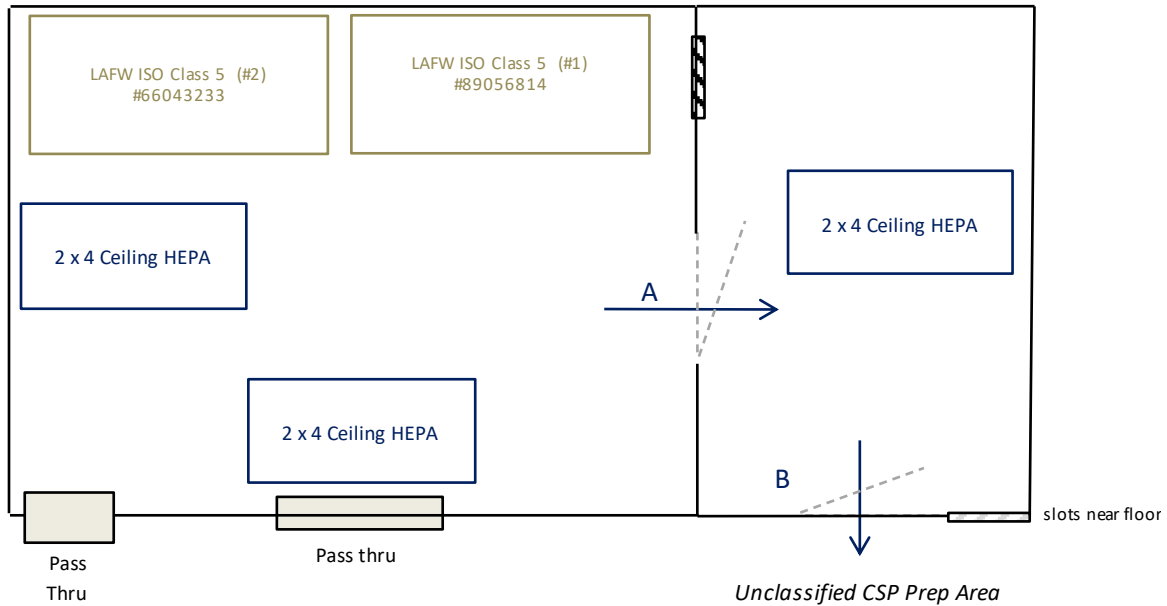 LAFW ISO Class 5 (#2)
#66043233
LAFW ISO Class 5 (#1)
#89056814
2 x 4 Ceiling HEPA
2 x 4 Ceiling HEPA
A
2 x 4 Ceiling HEPA
B
slots near floor
Pass
Thru
Pass thru
Unclassified CSP Prep Area